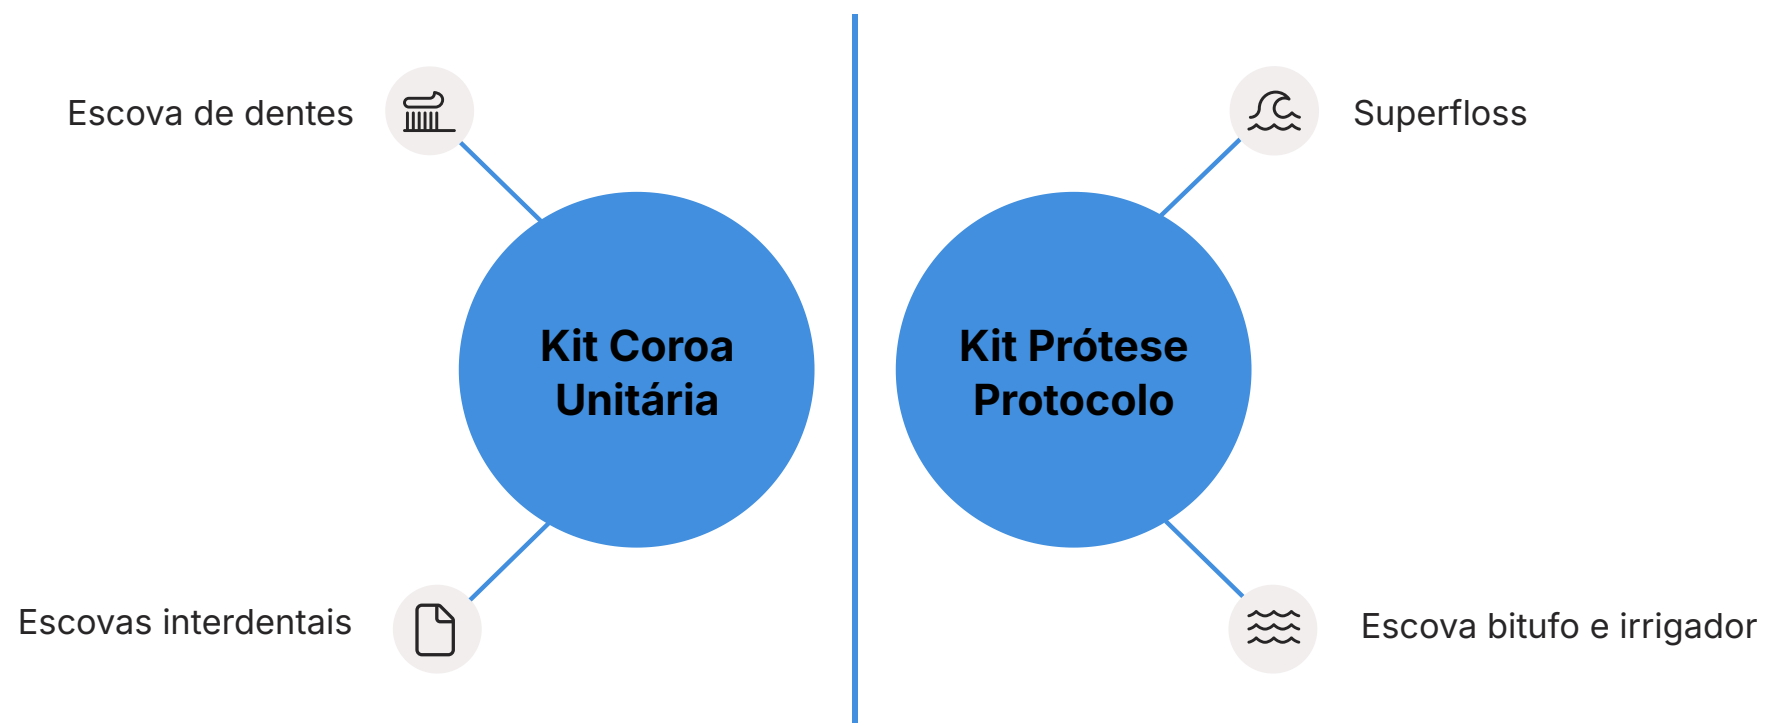 Escova de dentes
Kit Coroa
Unitária
Escovas interdentais
Superfloss
Kit Prótese
Protocolo
Escova bitufo e irrigador